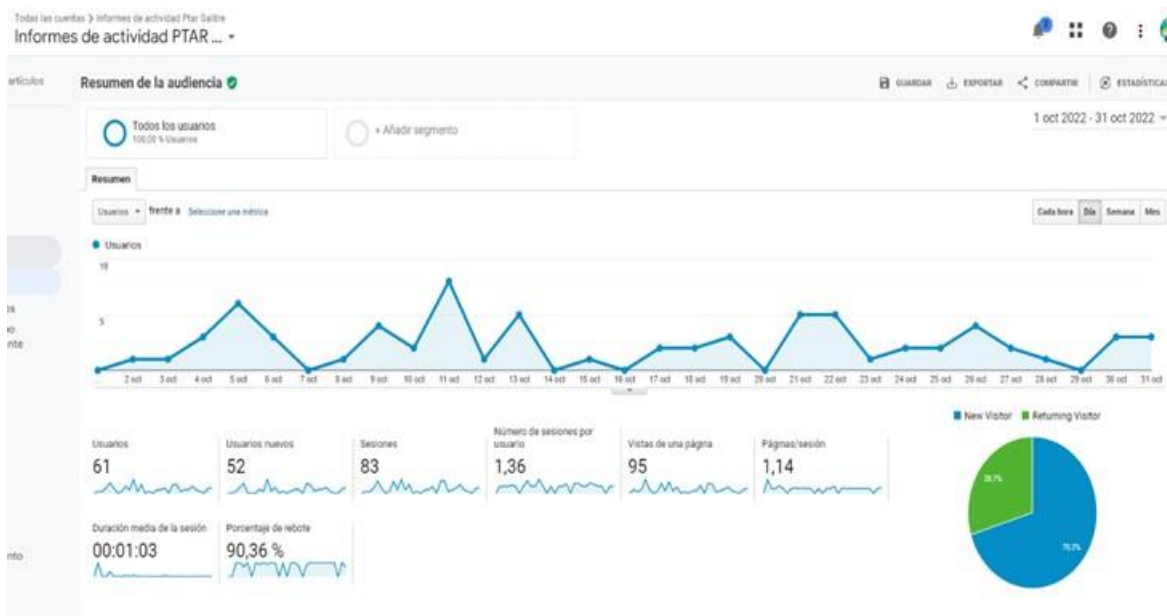 Todas las cuentas > Informes de actividad Ptar Salitre
Informes de actividad PTAR ...
artículos
Resumen de la audiencia
GUARDAR
EXPORTAR
COMPARTIR
ESTADÍSTICA
Todos los usuarios
100,00 % Usuarios
+ Añadir segmento
1 oct 2022 - 31 oct 2022
Resumen
Usuarios
frente a
Seleccione una métrica
Cada hora
Día
Semana
Mes
Usuarios
10
5
...
2 oct
3 oct
4 oct
5 oct
6 oct
7 oct
8 oct
9 oct
10 oct
11 oct
12 oct
13 oct
14 oct
15 oct
16 oct
17 oct
18 oct
19 oct
20 oct
21 oct
22 oct
23 oct
24 oct
25 oct
26 oct
27 oct
28 oct
29 oct
30 oct
31 oct
nte
New Visitor
Returning Visitor
Usuarios
61
Usuarios nuevos
52
Sesiones
83
Número de sesiones por
usuario
1,36
Vistas de una página
95
Páginas/sesión
1,14
Duración media de la sesión
00:01:03
Porcentaje de rebote
90,36 %
nto